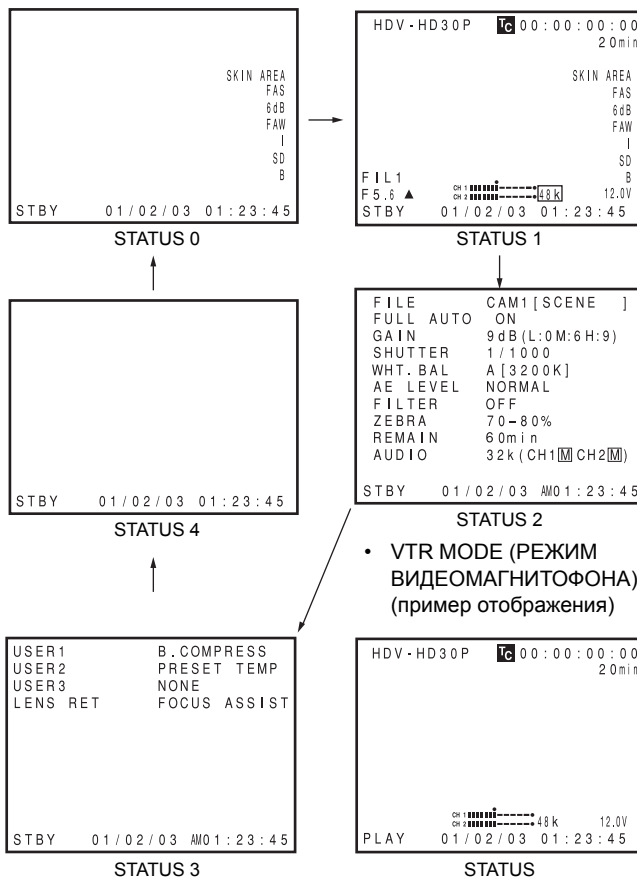 SKIN AREA
FAS
6dB
FAW
I
SD
B
STBY 01/02/03 01:23:45
STATUS 0
HDV-HD30P TC 00:00:00:00
20min
SKIN AREA
FAS
6dB
FAW
I
SD
FIL1 B
F5.6 ▲ CH 1 CH 2 48k 12.0V
STBY 01/02/03 01:23:45
STATUS 1
FILE CAM1[SCENE ]
FULL AUTO ON
GAIN 9dB(L:0M:6H:9)
SHUTTER 1/1000
WHT.BAL A[3200K]
AE LEVEL NORMAL
FILTER OFF
ZEBRA 70–80%
REMAIN 60min
AUDIO 32k(CH1M CH2M)
STBY 01/02/03 AM01:23:45
STATUS 2
STBY 01/02/03 01:23:45
STATUS 4
• VTR MODE (РЕЖИМ
ВИДЕОМАГНИТОФОНА)
(пример отображения)
USER1 B.COMPRESS
USER2 PRESET TEMP
USER3 NONE
LENS RET FOCUS ASSIST
STBY 01/02/03 AM01:23:45
STATUS 3
HDV-HD30P TC 00:00:00:00
20min
CH 1
CH 2 48k 12.0V
PLAY 01/02/03 01:23:45
STATUS